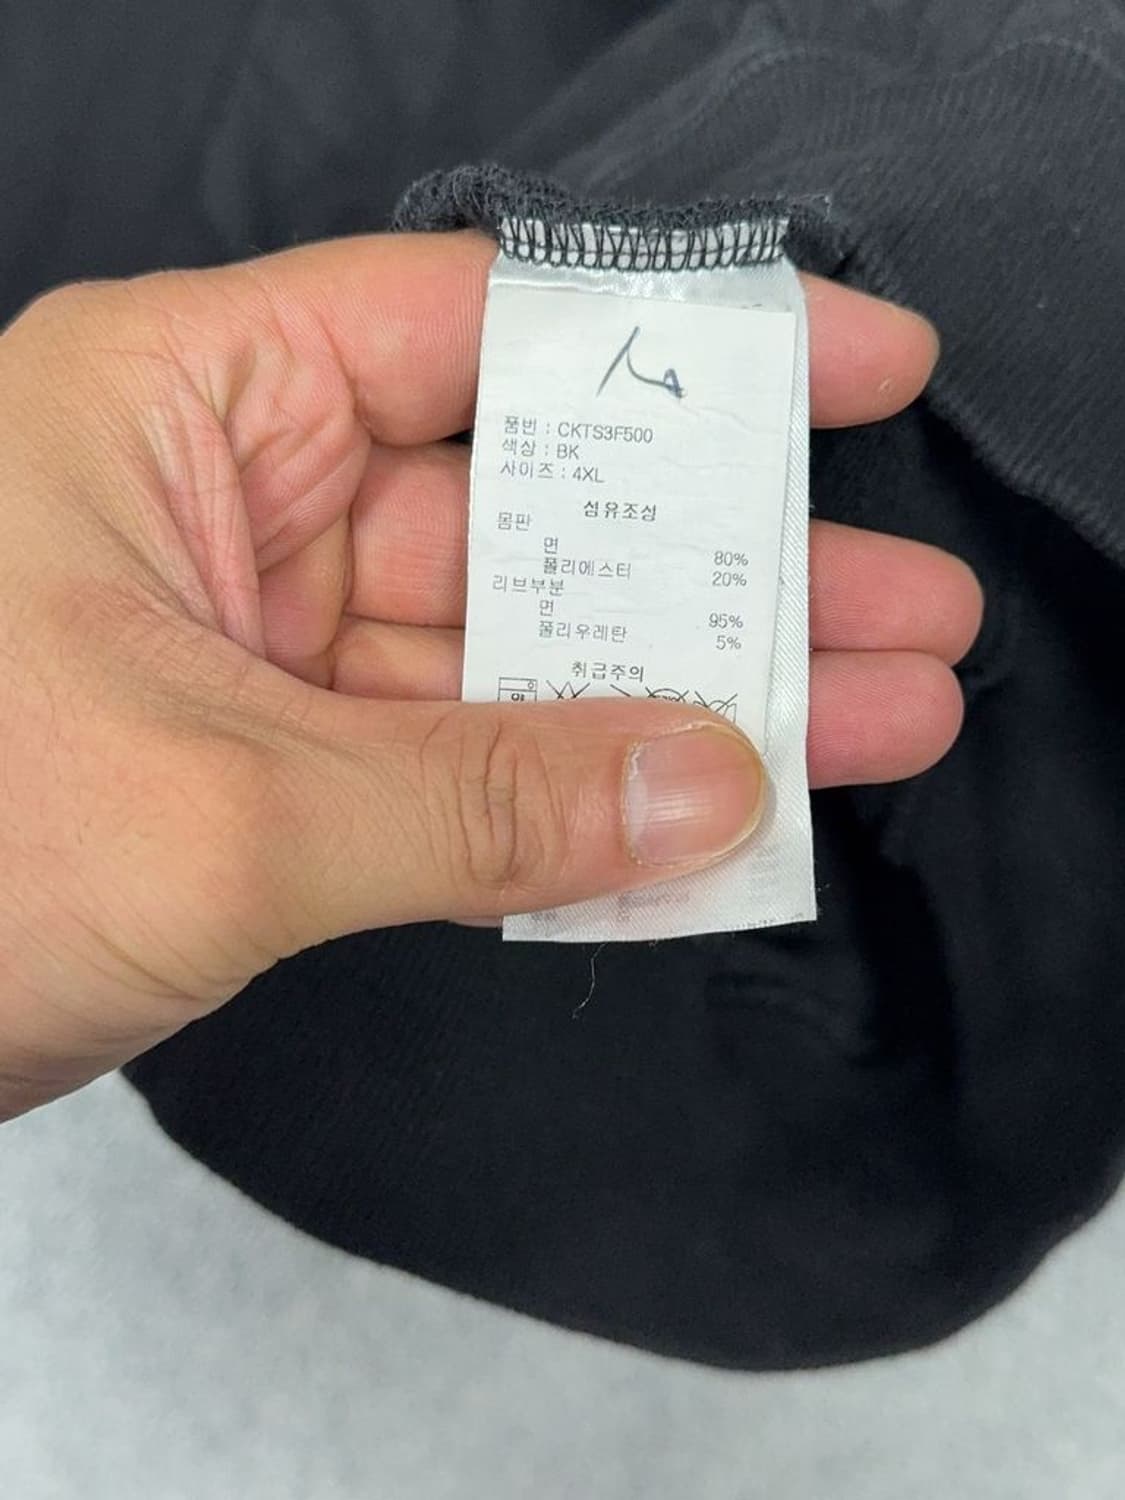 품번 : CKTS3F500
색상 : BK
사이즈 : 4XL
섬유조성
몸판
면 80%
폴리에스터 20%
리브부분
면 95%
폴리우레탄 5%
취급주의